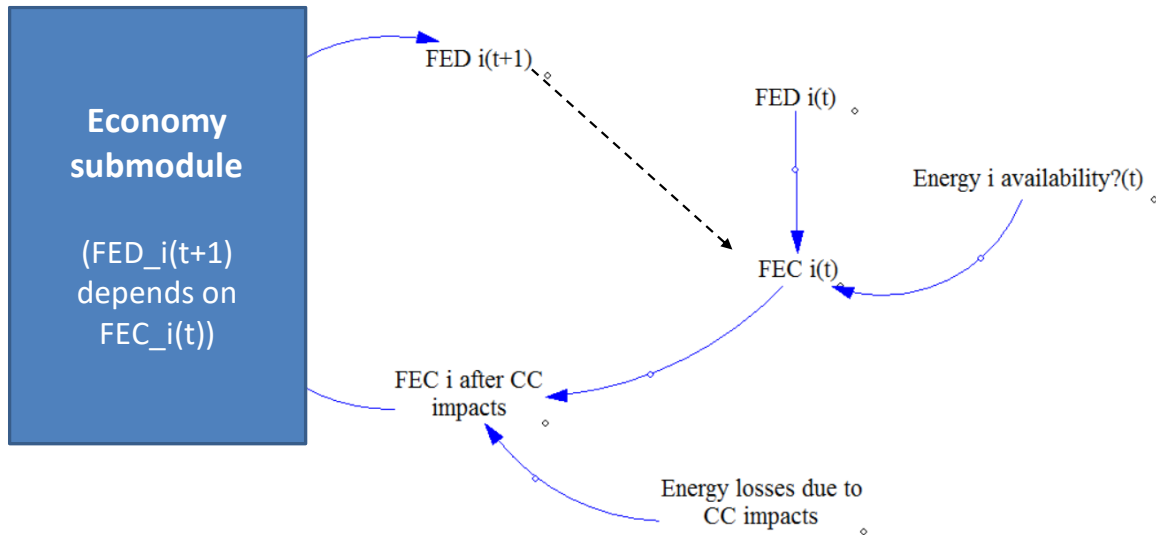 Economy
submodule
(FED_i(t+1)
depends on
FEC_i(t))
FED i(t+1)
FED i(t)
Energy i availability?(t)
FEC i(t)
FEC i after CC
impacts
Energy losses due to
CC impacts